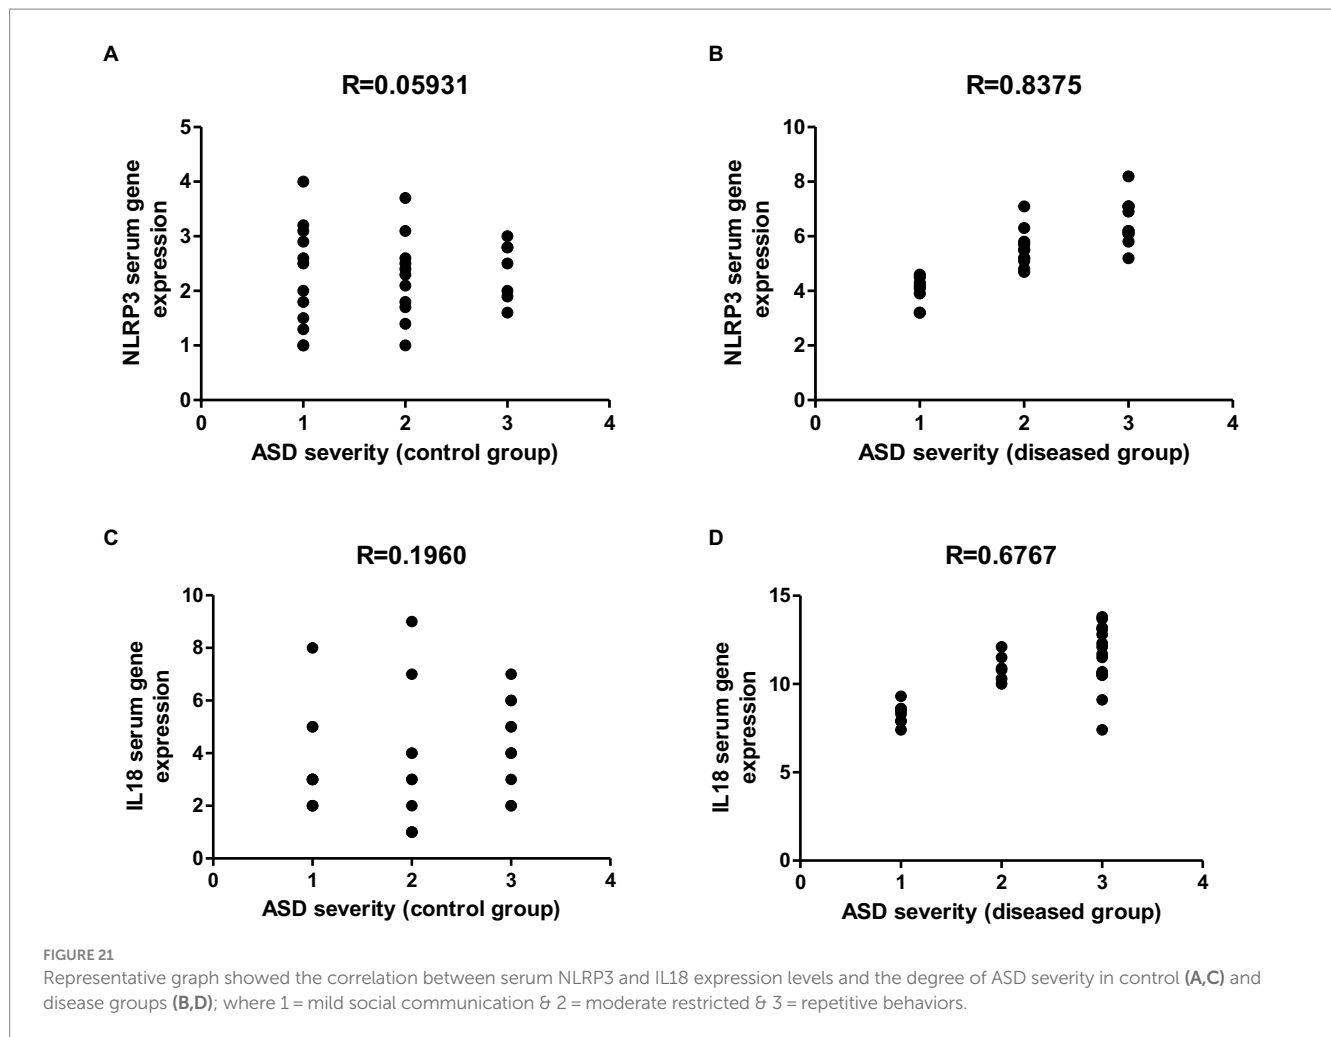 A
R=0.05931
NLRP3 serum gene
expression
5
4
3
2
1
0
0 1 2 3 4
ASD severity (control group)
B
R=0.8375
NLRP3 serum gene
expression
10
8
6
4
2
0
0 1 2 3 4
ASD severity (diseased group)
C
R=0.1960
IL18 serum gene
expression
10
8
6
4
2
0
0 1 2 3 4
ASD severity (control group)
D
R=0.6767
IL18 serum gene
expression
15
10
5
0
0 1 2 3 4
ASD severity (diseased group)
FIGURE 21
Representative graph showed the correlation between serum NLRP3 and IL18 expression levels and the degree of ASD severity in control (A,C) and
disease groups (B,D); where 1 = mild social communication & 2 = moderate restricted & 3 = repetitive behaviors.